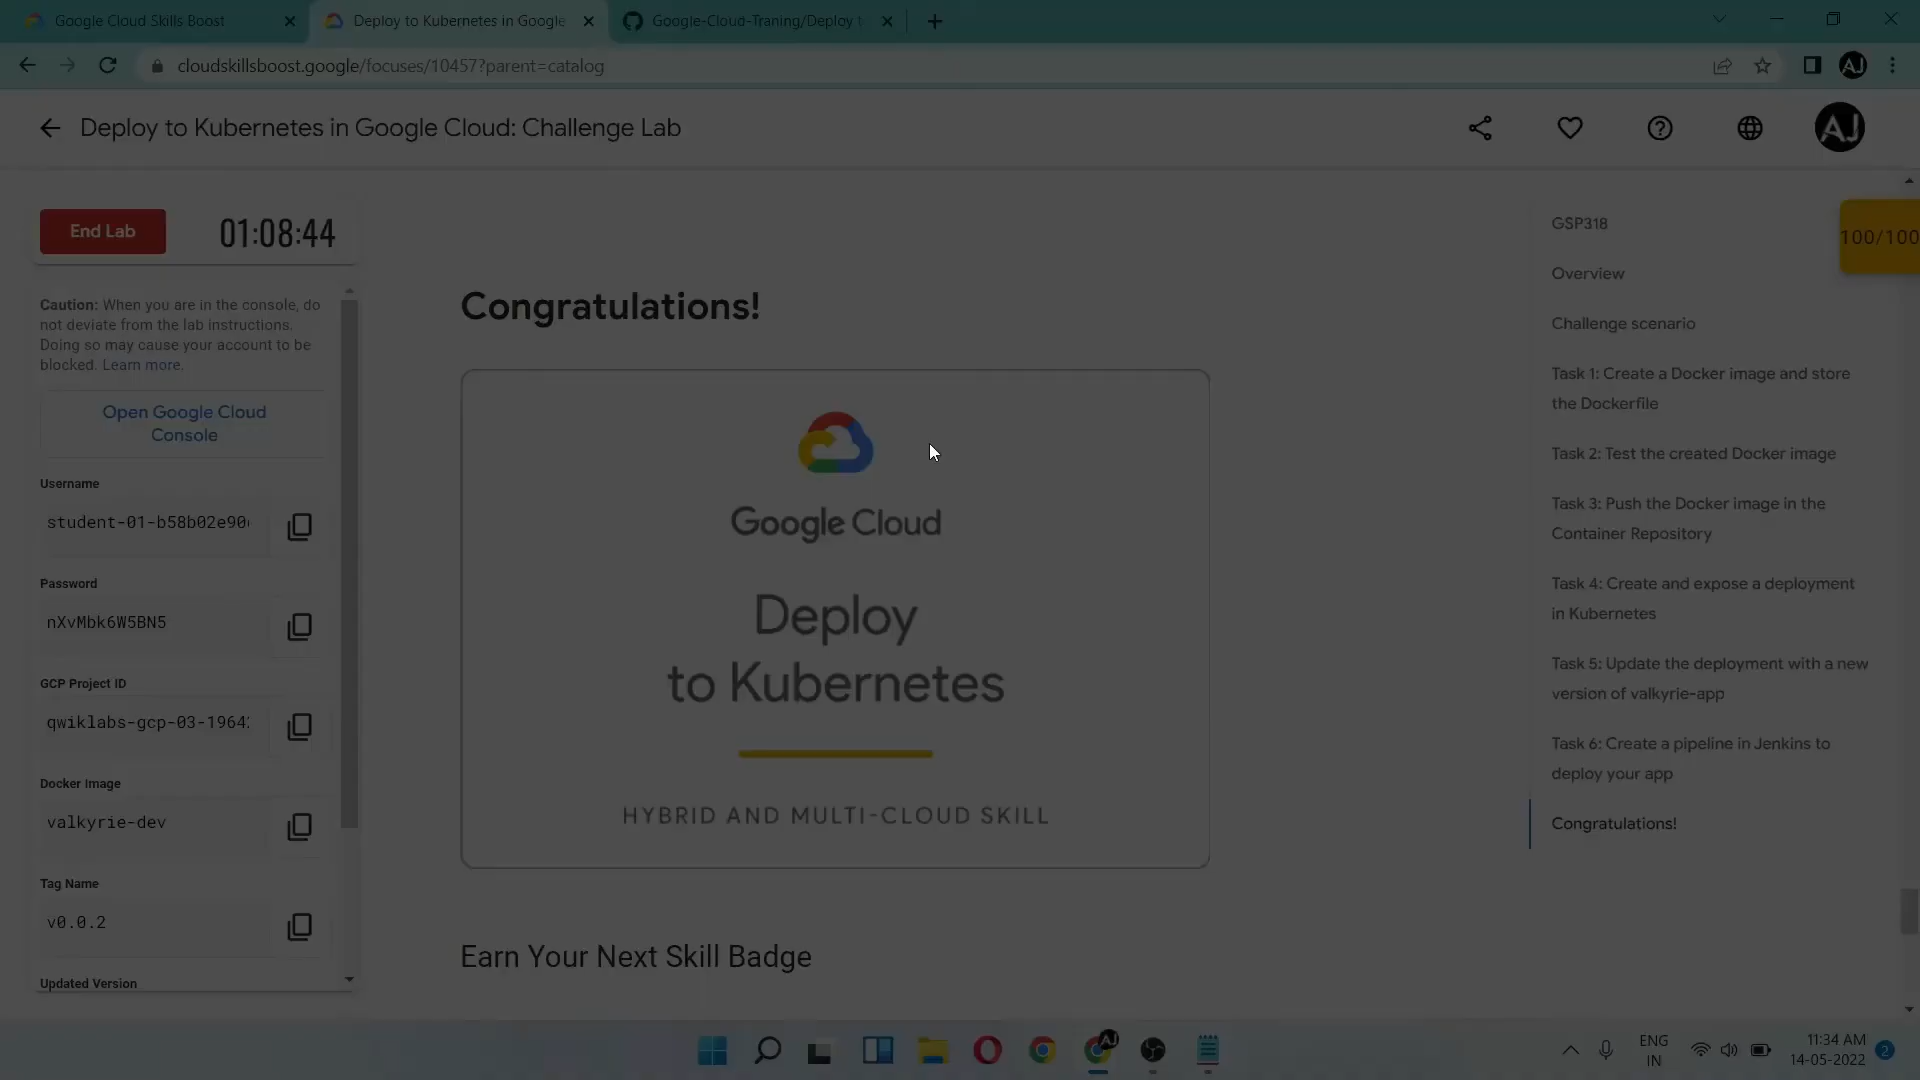 Google Cloud Skills Boost
Deploy to Kubernetes in Google
Google-Cloud-Traning/Deploy t
cloudskillsboost.google/focuses/10457?parent=catalog
AJ
Deploy to Kubernetes in Google Cloud: Challenge Lab
AJ
End Lab
01:08:44
Caution: When you are in the console, do
not deviate from the lab instructions.
Doing so may cause your account to be
blocked. Learn more.
Open Google Cloud
Console
Username
student-01-b58b02e90
Password
nXvMbk6W5BN5
GCP Project ID
qwiklabs-gcp-03-1964
Docker Image
valkyrie-dev
Tag Name
v0.0.2
Updated Version
Congratulations!
Google Cloud
Deploy
to Kubernetes
HYBRID AND MULTI-CLOUD SKILL
Earn Your Next Skill Badge
GSP318
100/100
Overview
Challenge scenario
Task 1: Create a Docker image and store
the Dockerfile
Task 2: Test the created Docker image
Task 3: Push the Docker image in the
Container Repository
Task 4: Create and expose a deployment
in Kubernetes
Task 5: Update the deployment with a new
version of valkyrie-app
Task 6: Create a pipeline in Jenkins to
deploy your app
Congratulations!
AJ
ENG
IN
11:34 AM
14-05-2022
2